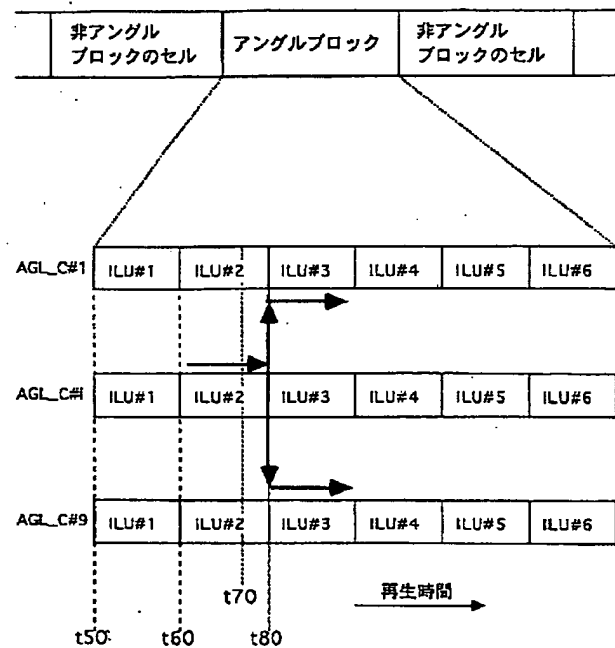 非アングル
ブロックのセル
アングルブロック
非アングル
ブロックのセル
AGL_C#1
ILU#1
ILU#2
ILU#3
ILU#4
ILU#5
ILU#6
AGL_C#i
ILU#1
ILU#2
ILU#3
ILU#4
ILU#5
ILU#6
AGL_C#9
ILU#1
ILU#2
ILU#3
ILU#4
ILU#5
ILU#6
t70
再生時間
t50
t60
t80